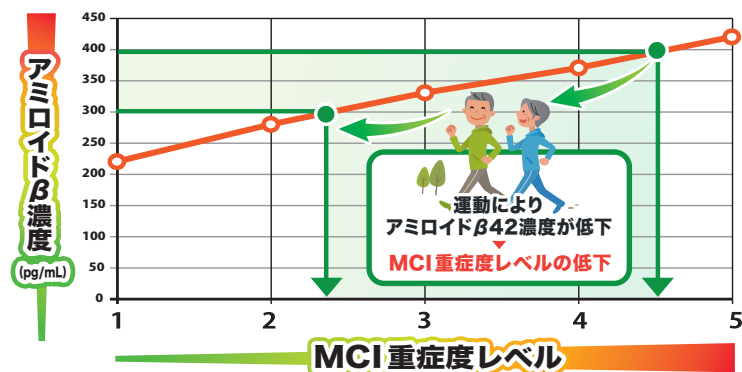 アミロイドβ濃度
(pg/mL)
450
400
350
300
250
200
150
100
50
0
運動により
アミロイドβ42濃度が低下
MCI重症度レベルの低下
1 2 3 4 5
MCI重症度レベル